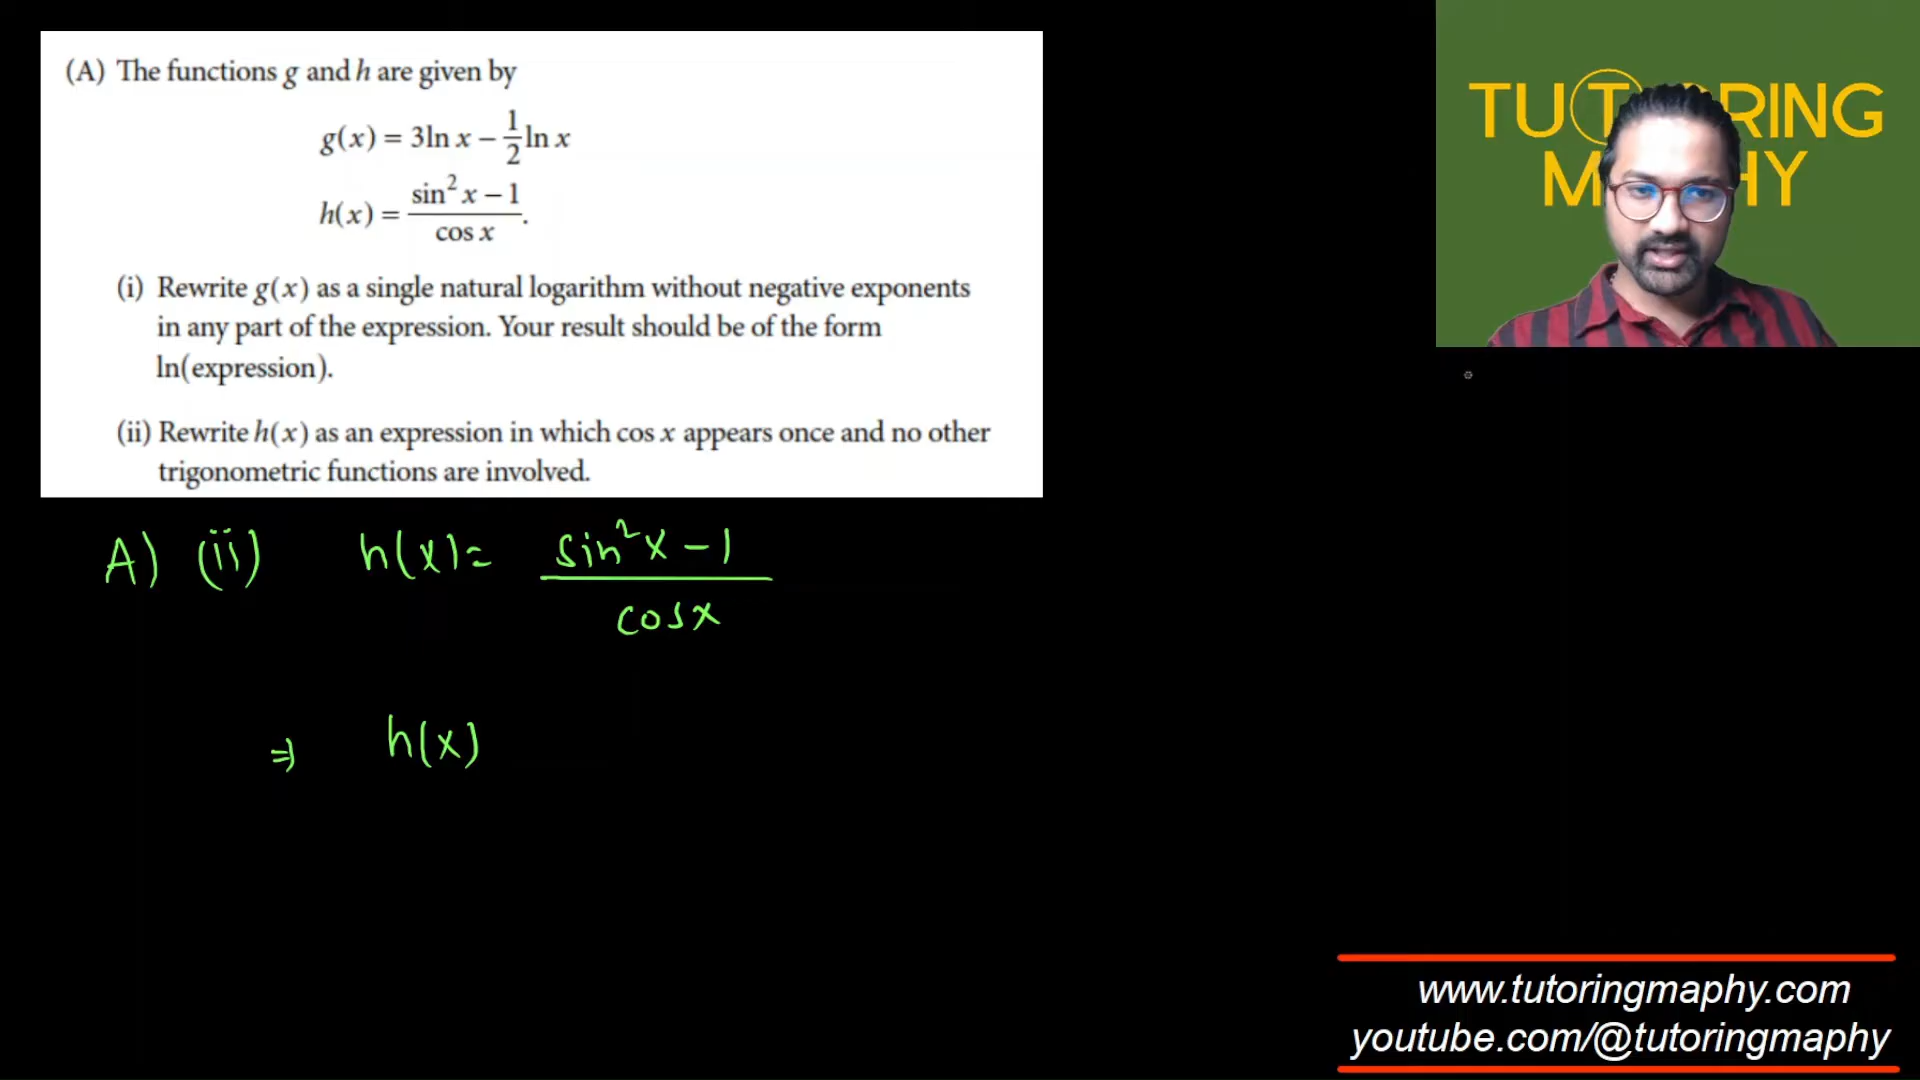 (A) The functions g and h are given by
g(x) = 3ln x − 1/2 ln x
h(x) = (sin² x − 1)/(cos x).
(i) Rewrite g(x) as a single natural logarithm without negative exponents
in any part of the expression. Your result should be of the form
ln(expression).
(ii) Rewrite h(x) as an expression in which cos x appears once and no other
trigonometric functions are involved.
A) (ii) h(x) = (sin²x − 1)/(cosx)
⇒ h(x)
www.tutoringmaphy.com
youtube.com/@tutoringmaphy